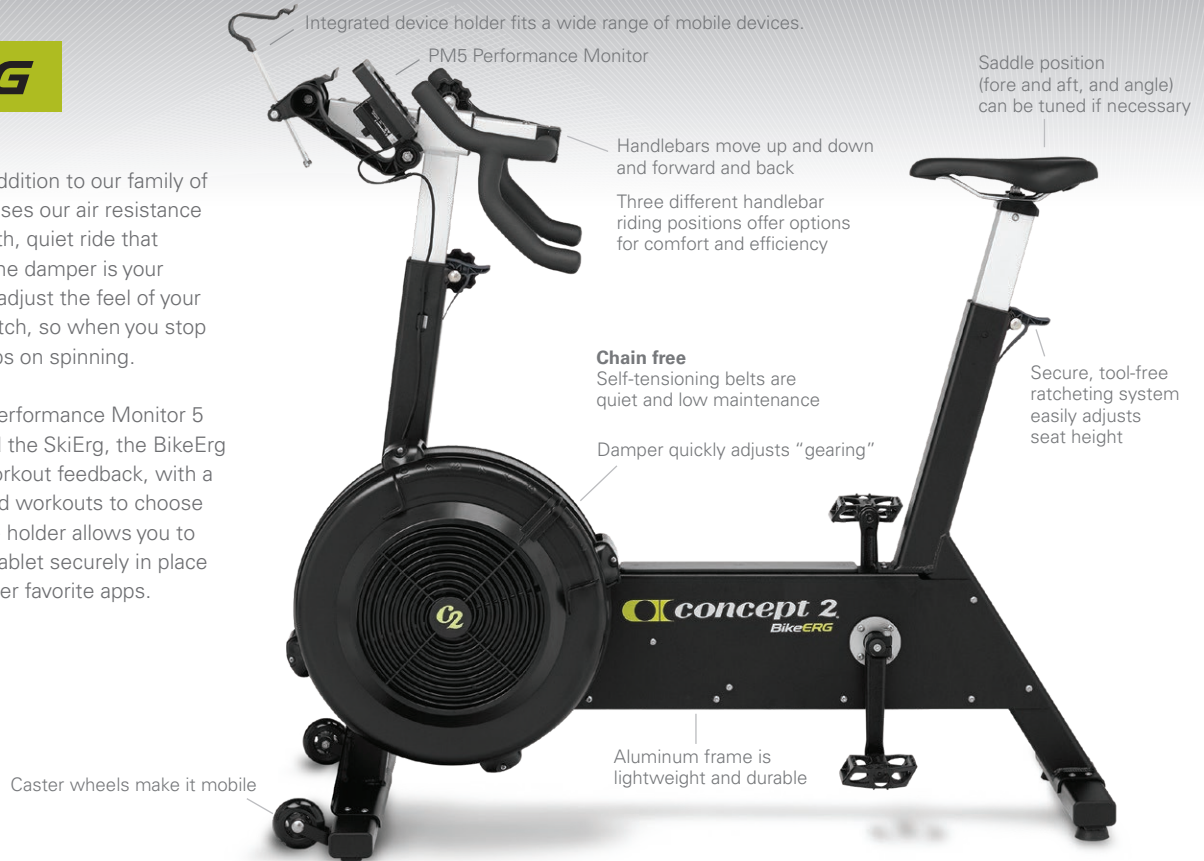 G
Integrated device holder fits a wide range of mobile devices.
PM5 Performance Monitor
Saddle position
(fore and aft, and angle)
can be tuned if necessary
Handlebars move up and down
and forward and back
Three different handlebar
riding positions offer options
for comfort and efficiency
ddition to our family of
ses our air resistance
th, quiet ride that
damper is your
adjust the feel of your
tch, so when you stop
on spinning.
erformance Monitor 5
the SkiErg, the BikeErg
orkout feedback, with a
d workouts to choose
holder allows you to
ablet securely in place
er favorite apps.
Chain free
Self-tensioning belts are
quiet and low maintenance
Damper quickly adjusts “gearing”
Secure, tool-free
ratcheting system
easily adjusts
seat height
C2
concept 2
BikeERG
Aluminum frame is
lightweight and durable
Caster wheels make it mobile